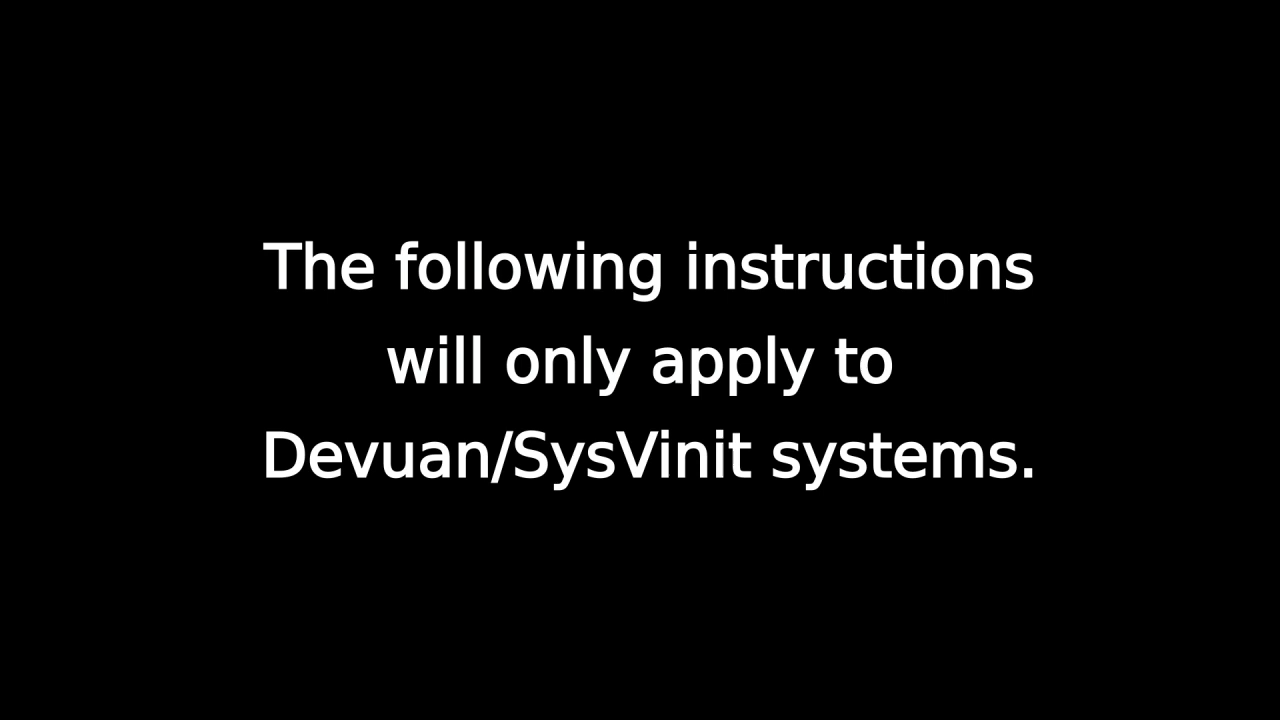 The following instructions
will only apply to
Devuan/SysVinit systems.